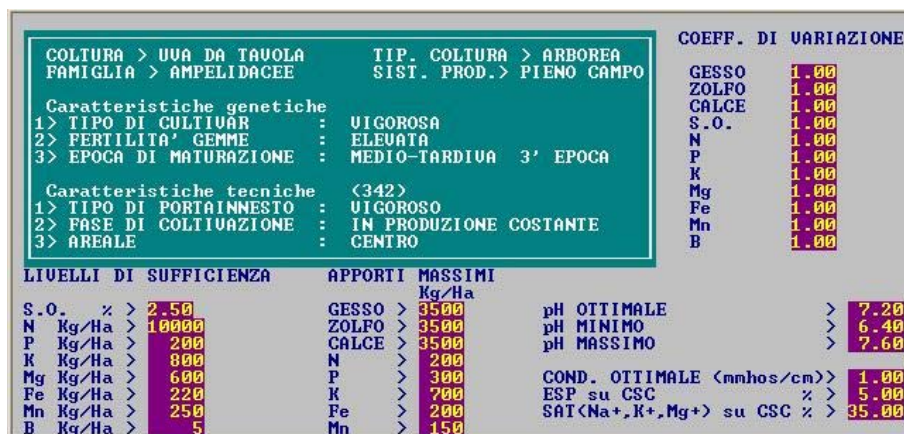 COLTURA > UVA DA TAVOLA TIP. COLTURA > ARBOREA
FAMIGLIA > AMPELIDACEE SIST. PROD.> PIENO CAMPO
Caratteristiche genetiche
1> TIPO DI CULTIVAR : VIGOROSA
2> FERTILITA' GEMME : ELEVATA
3> EPOCA DI MATURAZIONE : MEDIO-TARDIVA 3' EPOCA
Caratteristiche tecniche (342)
1> TIPO DI PORTAINNESTO : VIGOROSO
2> FASE DI COLTIVAZIONE : IN PRODUZIONE COSTANTE
3> AREALE : CENTRO
COEFF. DI VARIAZIONE
GESSO 1.00
ZOLFO 1.00
CALCE 1.00
S.O. 1.00
N 1.00
P 1.00
K 1.00
Mg 1.00
Fe 1.00
Mn 1.00
B 1.00
LIVELLI DI SUFFICIENZA
S.O. % > 2.50
N Kg/Ha > 10000
P Kg/Ha > 200
K Kg/Ha > 800
Mg Kg/Ha > 600
Fe Kg/Ha > 220
Mn Kg/Ha > 250
B Kg/Ha > 5
APPORTI MASSIMI
Kg/Ha
GESSO > 3500
ZOLFO > 3500
CALCE > 3500
N > 200
P > 300
K > 700
Fe > 200
Mn > 150
pH OTTIMALE > 7.20
pH MINIMO > 6.40
pH MASSIMO > 7.60
COND. OTTIMALE (mmhos/cm)> 1.00
ESP su CSC % > 5.00
SAT(Na+,K+,Mg+) su CSC % > 35.00